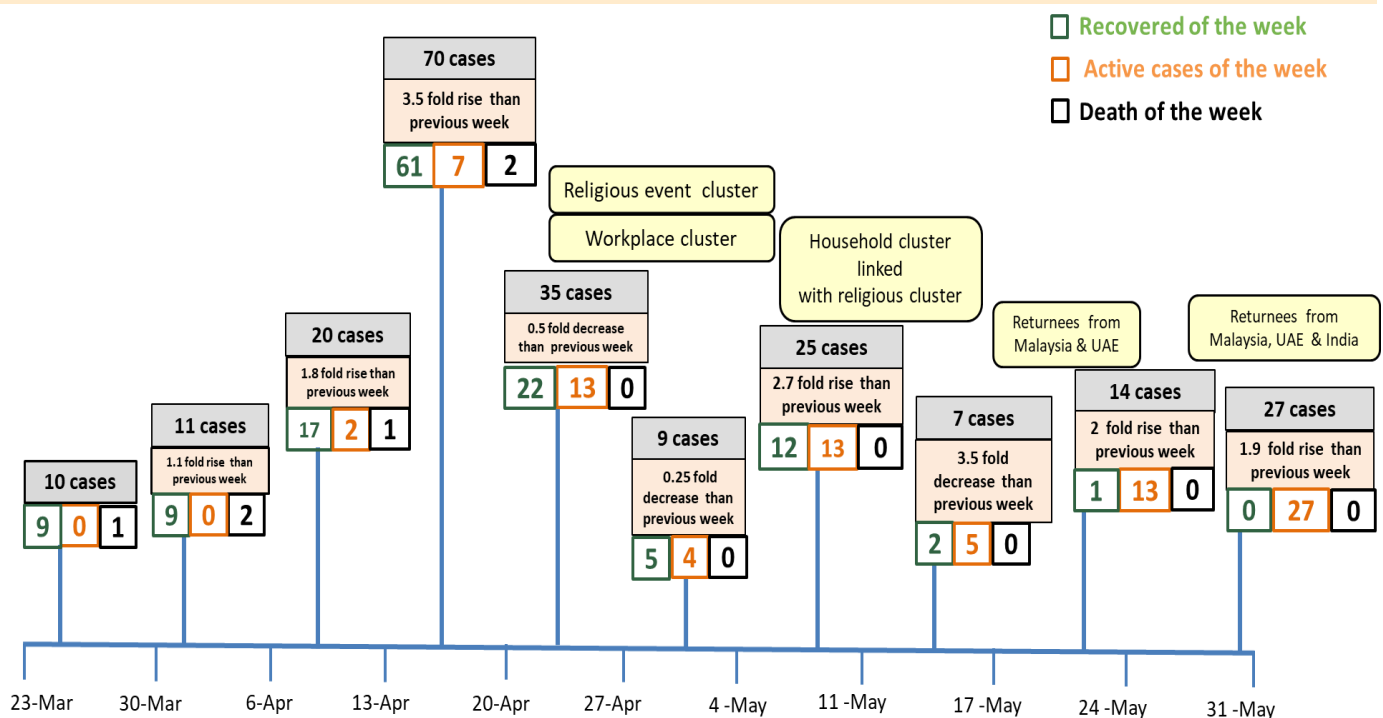 Recovered of the week
Active cases of the week
Death of the week
70 cases
3.5 fold rise than
previous week
61 7 2
Religious event cluster
Workplace cluster
Household cluster
linked
with religious cluster
35 cases
0.5 fold decrease
than previous week
22 13 0
20 cases
1.8 fold rise than
previous week
17 2 1
25 cases
2.7 fold rise than
previous week
12 13 0
Returnees from
Malaysia & UAE
Returnees from
Malaysia, UAE & India
14 cases
2 fold rise than
previous week
1 13 0
27 cases
1.9 fold rise than
previous week
0 27 0
7 cases
3.5 fold
decrease than
previous week
2 5 0
11 cases
1.1 fold rise than
previous week
9 0 2
9 cases
0.25 fold
decrease than
previous week
5 4 0
10 cases
9 0 1
23-Mar 30-Mar 6-Apr 13-Apr 20-Apr 27-Apr 4 -May 11 -May 17 -May 24 -May 31 -May